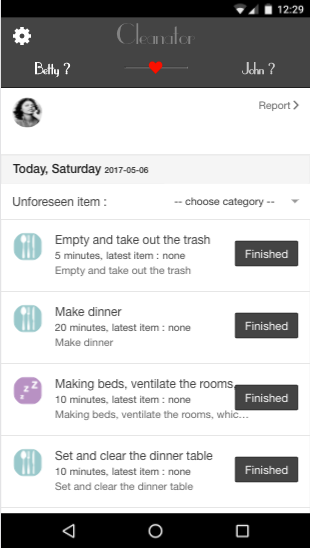 12:29
Cleanator
Betty ?
John ?
Report
Today, Saturday 2017-05-06
Unforeseen item :
-- choose category --
Empty and take out the trash
5 minutes, latest item : none
Empty and take out the trash
Finished
Make dinner
20 minutes, latest item : none
Make dinner
Finished
Making beds, ventilate the rooms,
10 minutes, latest item : none
Making beds, ventilate the rooms, whic…
Finished
z z z
Set and clear the dinner table
10 minutes, latest item : none
Set and clear the dinner table
Finished